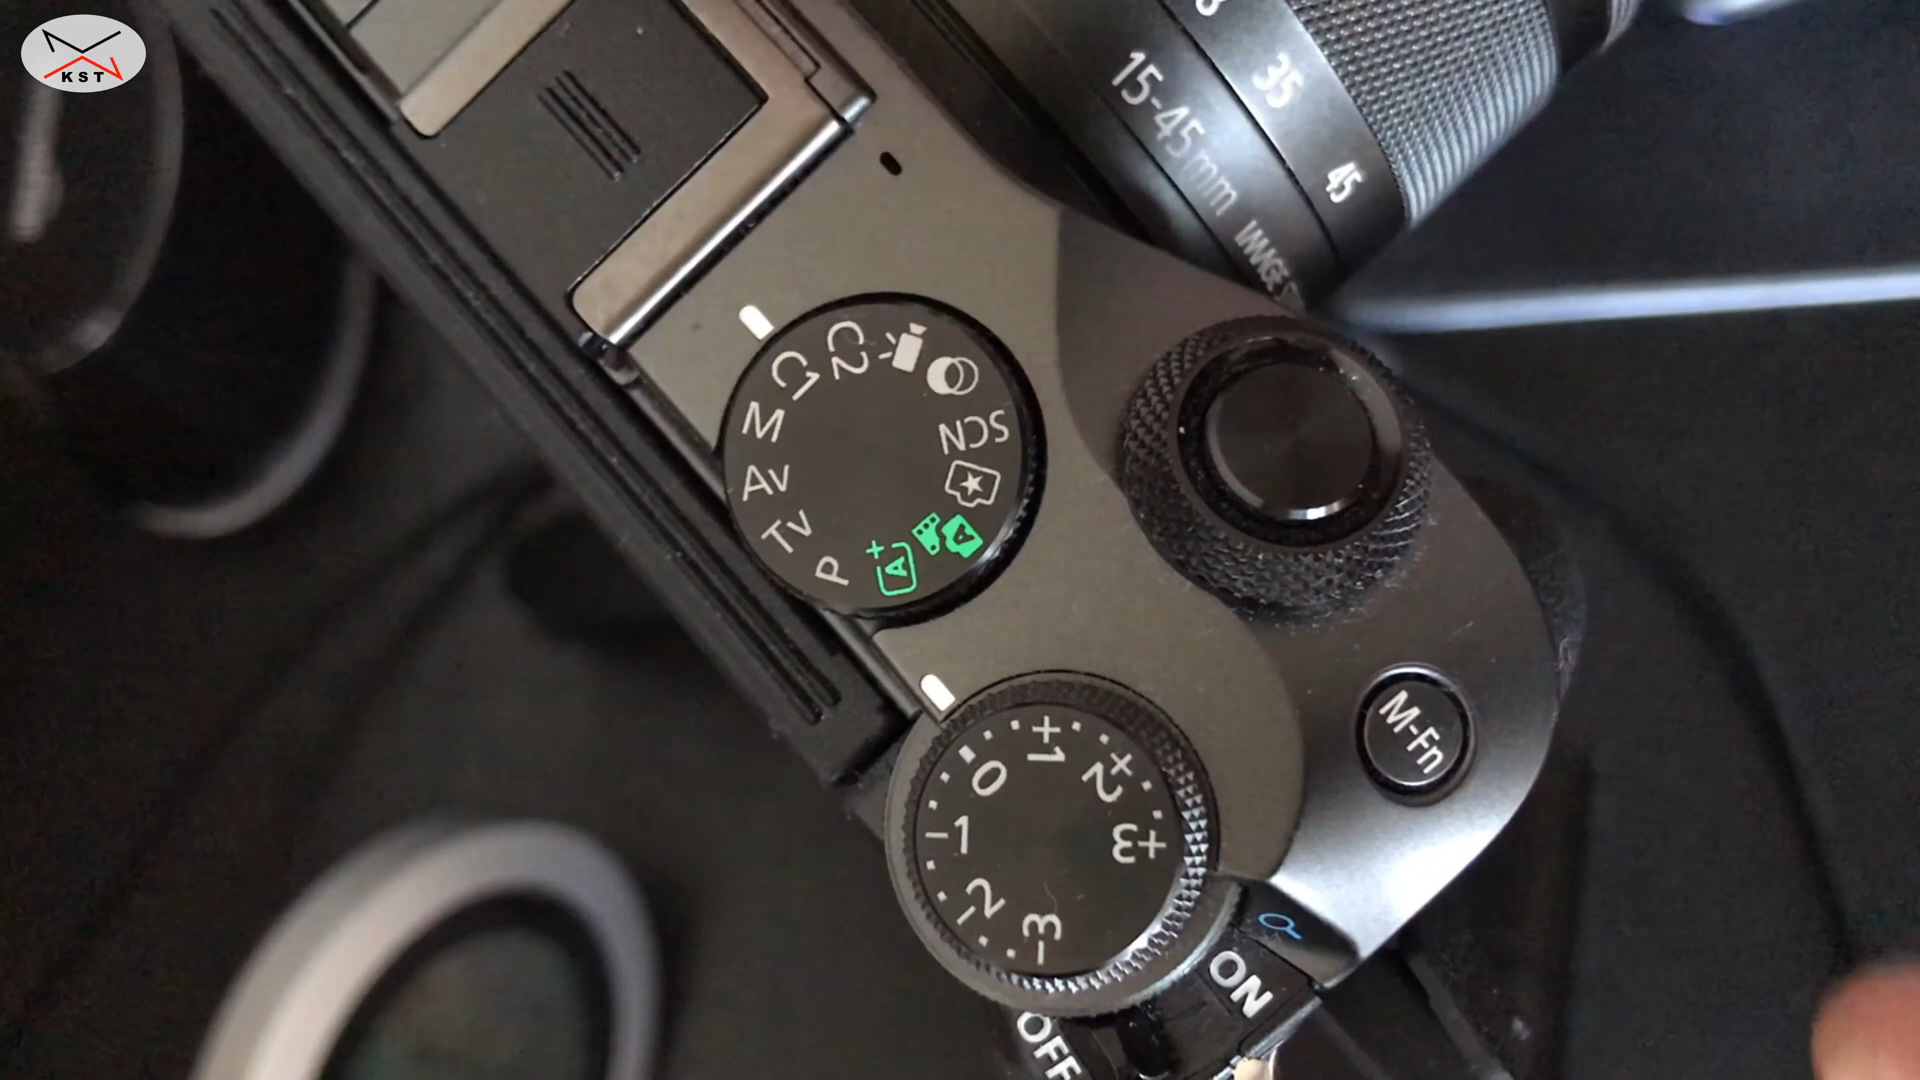 KST
35
45
15-45mm
IMAGE
C2
C1
M
Av
Tv
P
A+
A
SCN
M-Fn
+3
+2
+1
0
-1
-2
-3
ON
OFF